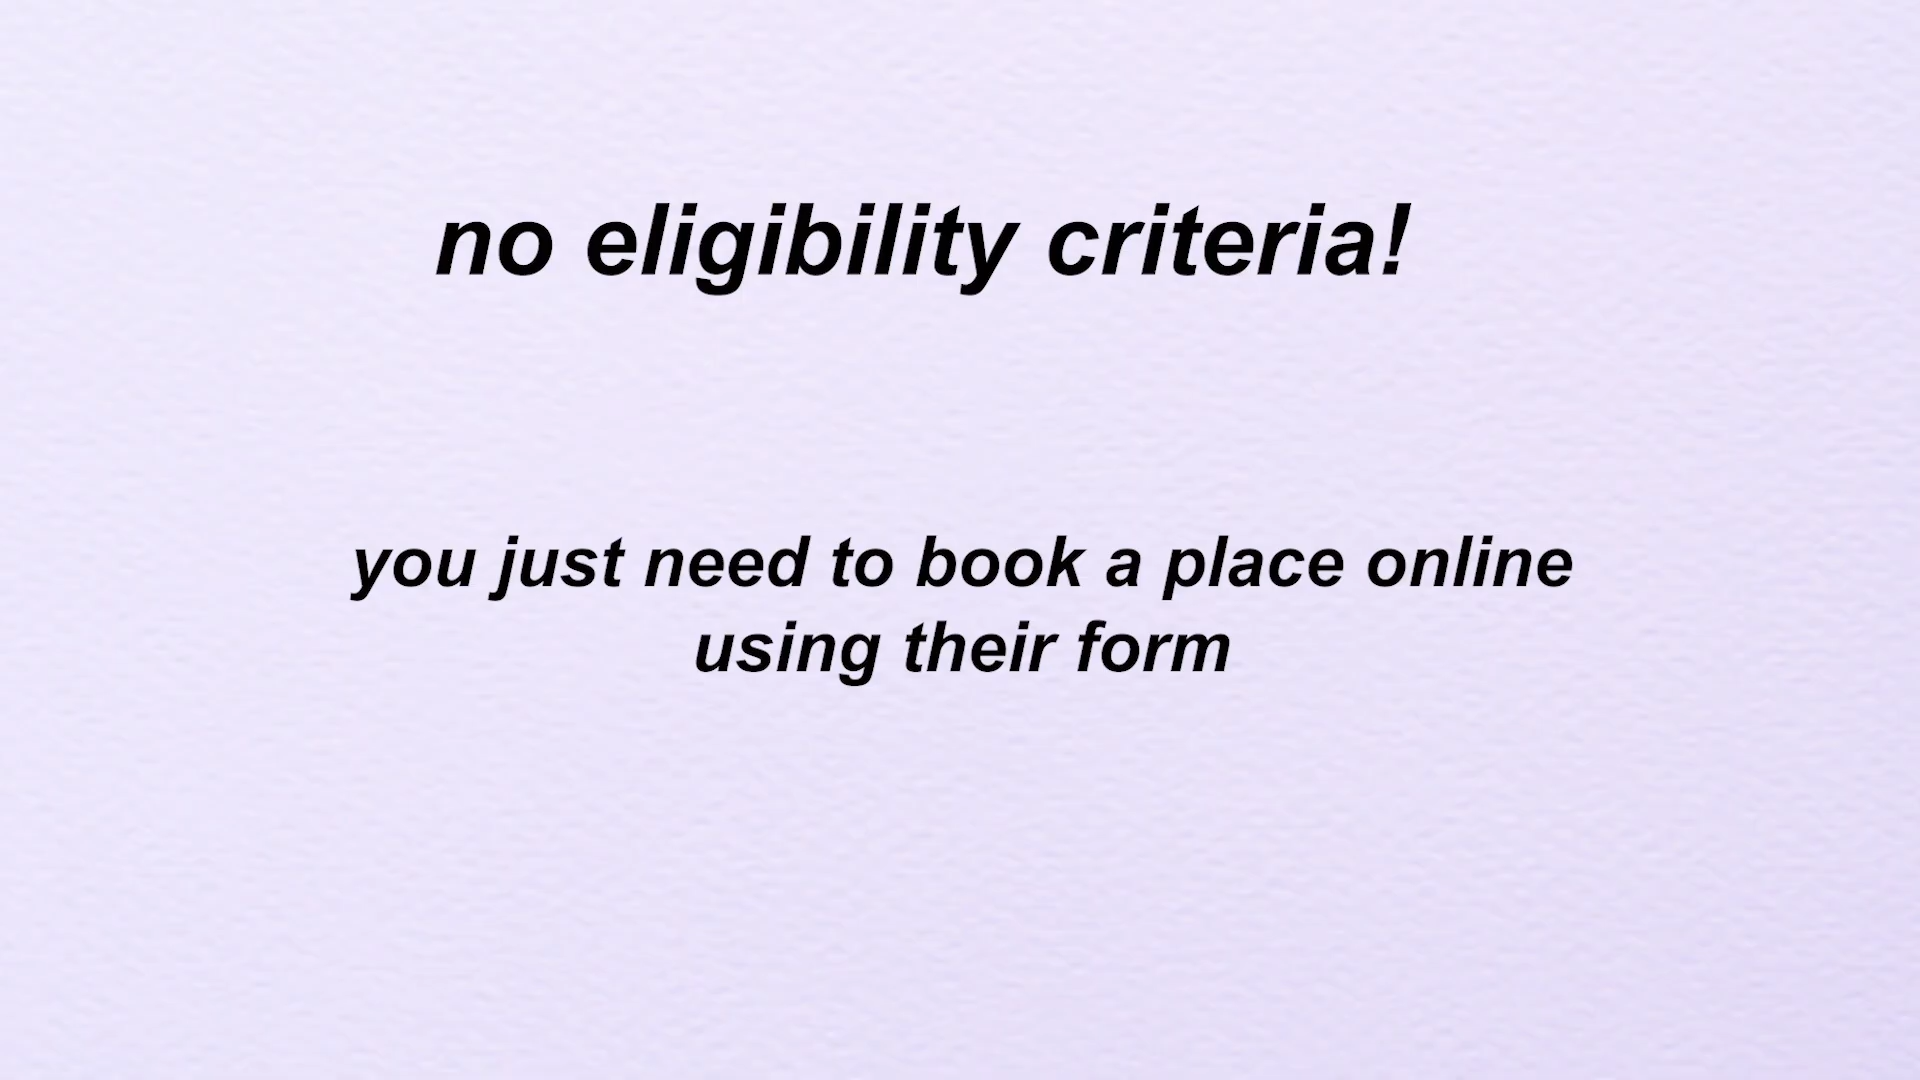 no eligibility criteria!
you just need to book a place online
using their form